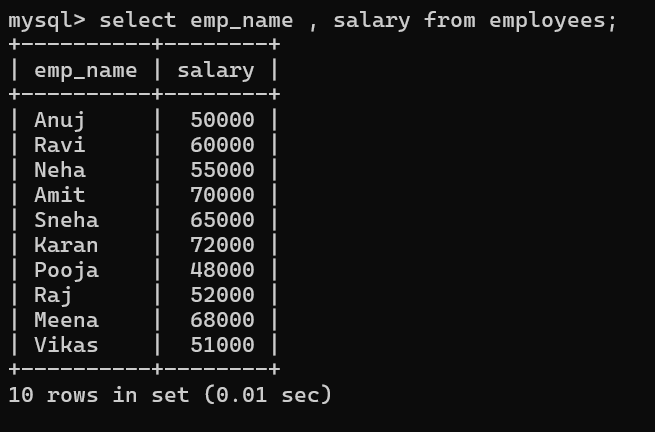 mysql> select emp_name , salary from employees;
+----------+--------+
| emp_name | salary |
+----------+--------+
| Anuj     |  50000 |
| Ravi     |  60000 |
| Neha     |  55000 |
| Amit     |  70000 |
| Sneha    |  65000 |
| Karan    |  72000 |
| Pooja    |  48000 |
| Raj      |  52000 |
| Meena    |  68000 |
| Vikas    |  51000 |
+----------+--------+
10 rows in set (0.01 sec)